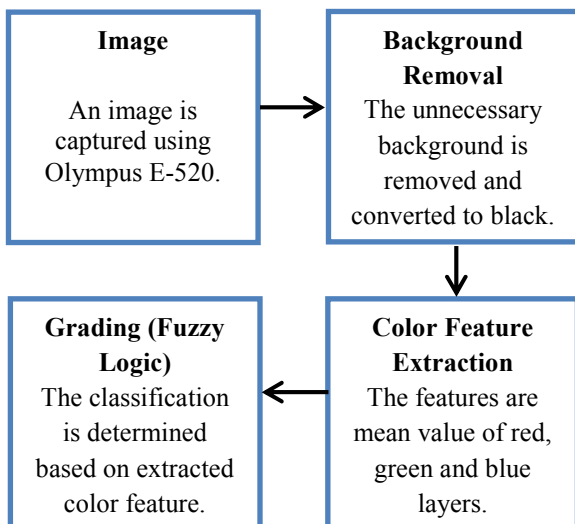 Image
An image is
captured using
Olympus E-520.
Background
Removal
The unnecessary
background is
removed and
converted to black.
Color Feature
Extraction
The features are
mean value of red,
green and blue
layers.
Grading (Fuzzy
Logic)
The classification
is determined
based on extracted
color feature.